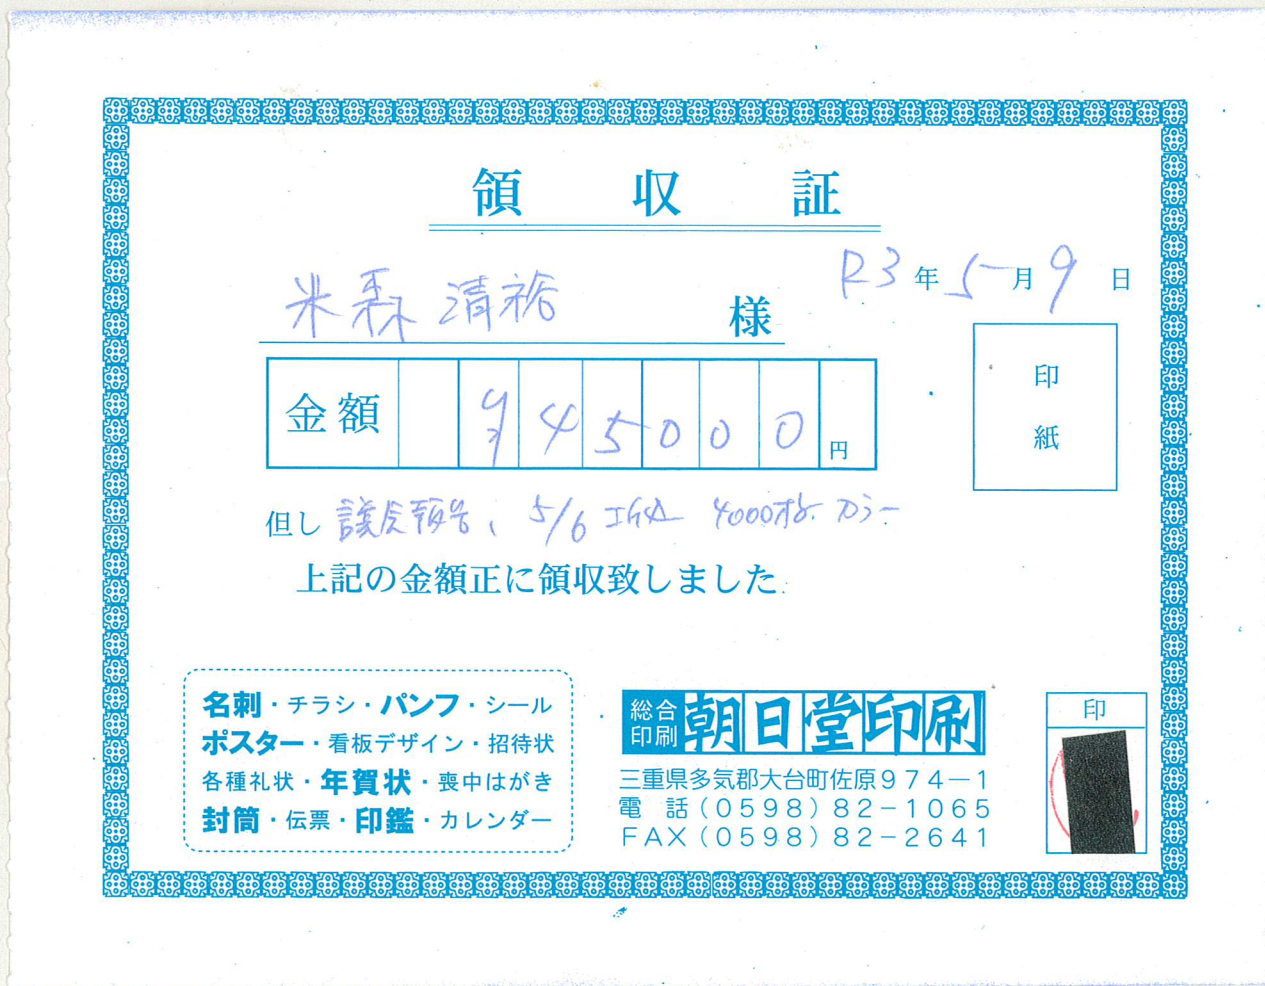 領収証
R3年5月9日
米森 清祐 様
金額 ¥45000円
印紙
但し 議会報告、5/6 折込 4000枚 カラー
上記の金額正に領収致しました.
名刺・チラシ・パンフ・シール
ポスター・看板デザイン・招待状
各種礼状・年賀状・喪中はがき
封筒・伝票・印鑑・カレンダー
総合印刷 朝日堂印刷
三重県多気郡大台町佐原974-1
電 話(0598)82-1065
FAX(0598)82-2641
印